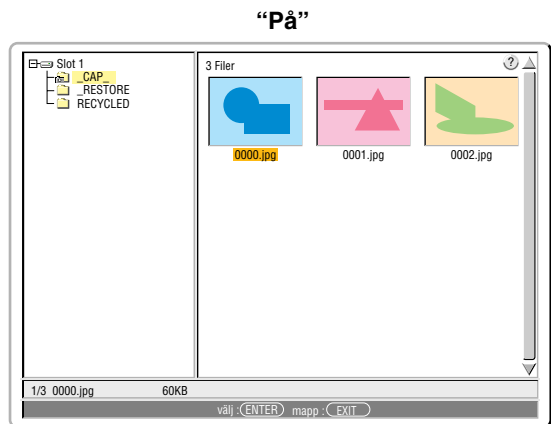 “På”
Slot 1
_CAP_
_RESTORE
RECYCLED
3 Filer
?
0000.jpg 0001.jpg 0002.jpg
1/3 0000.jpg 60KB
välj :ENTER mapp : EXIT